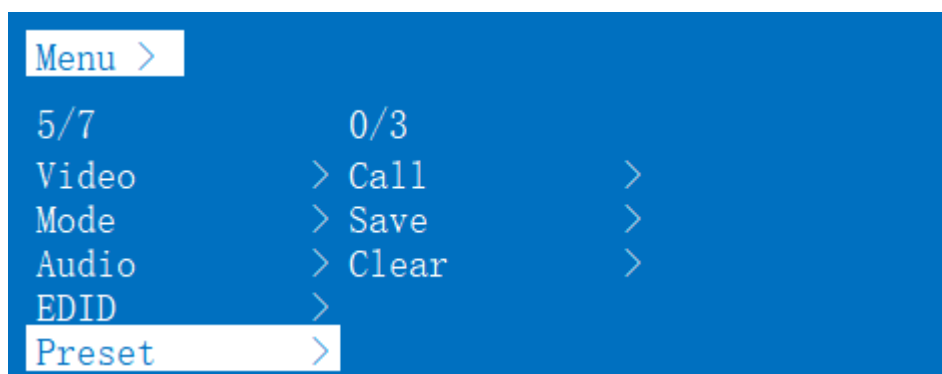 Menu >
5/7 0/3
Video > Call >
Mode > Save >
Audio > Clear >
EDID >
Preset >